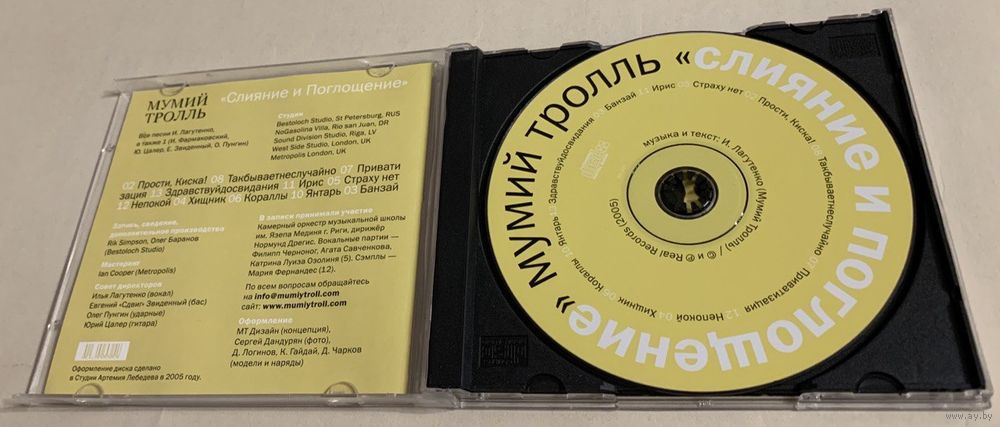 МУМИЙ
ТРОЛЛЬ
«Слияние и Поглощение»
Все песни И. Лагутенко,
а также 1 (И. Фармаковский,
Ю. Цалер, Е. Звиденный, О. Пунгин)
Студии
Bestoloch Studio, St Petersburg, RUS
NoGasolina Villa, Rio san Juan, DR
Sound Division Studio, Riga, LV
West Side Studio, London, UK
Metropolis London, UK
02 Прости, Киска! 08 Такбываетнеслучайно 07 Привати
зация 13 Здравствуйдосвидания 11 Ирис 05 Страху нет
12 Непокой 04 Хищник 06 Кораллы 10 Янтарь 03 Банзай
Запись, сведение,
дополнительное производство
Rik Simpson, Олег Баранов
(Bestoloch Studio)
Мастеринг
Ian Cooper (Metropolis)
Совет директоров
Илья Лагутенко (вокал)
Евгений «Сдвиг» Звиденный (бас)
Олег Пунгин (ударные)
Юрий Цалер (гитара)
В записи принимали участие
Камерный оркестр музыкальной школы
им. Язепа Мединя г. Риги, дирижёр
Нормунд Дрегис. Вокальные партии —
Филипп Черноног, Агата Савченкова,
Катрина Луиза Озолиня (5). Сэмплы —
Мария Фернандес (12).
По всем вопросам обращайтесь
на info@mumiytroll.com
сайт: www.mumiytroll.com
Оформление
МТ Дизайн (концепция),
Сергей Дандурян (фото),
Д. Логинов, К. Гайдай, Д. Чарков
(модели и наряды)
Оформление диска сделано
в Студии Артемия Лебедева в 2005 году.
МУМИЙ ТРОЛЛЬ «СЛИЯНИЕ И ПОГЛОЩЕНИЕ»
Банзай 11 Ирис Страху нет 02 Прости, Киска! 08 Такбываетнеслучайно 07 Приватизация 12 Непокой 04 Хищник 06 Кораллы 10 Янтарь Здравствуйдосвидания
музыка и текст: И. Лагутенко (Мумий Тролль) / © и ℗ Real Records (2005)
www.ay.by